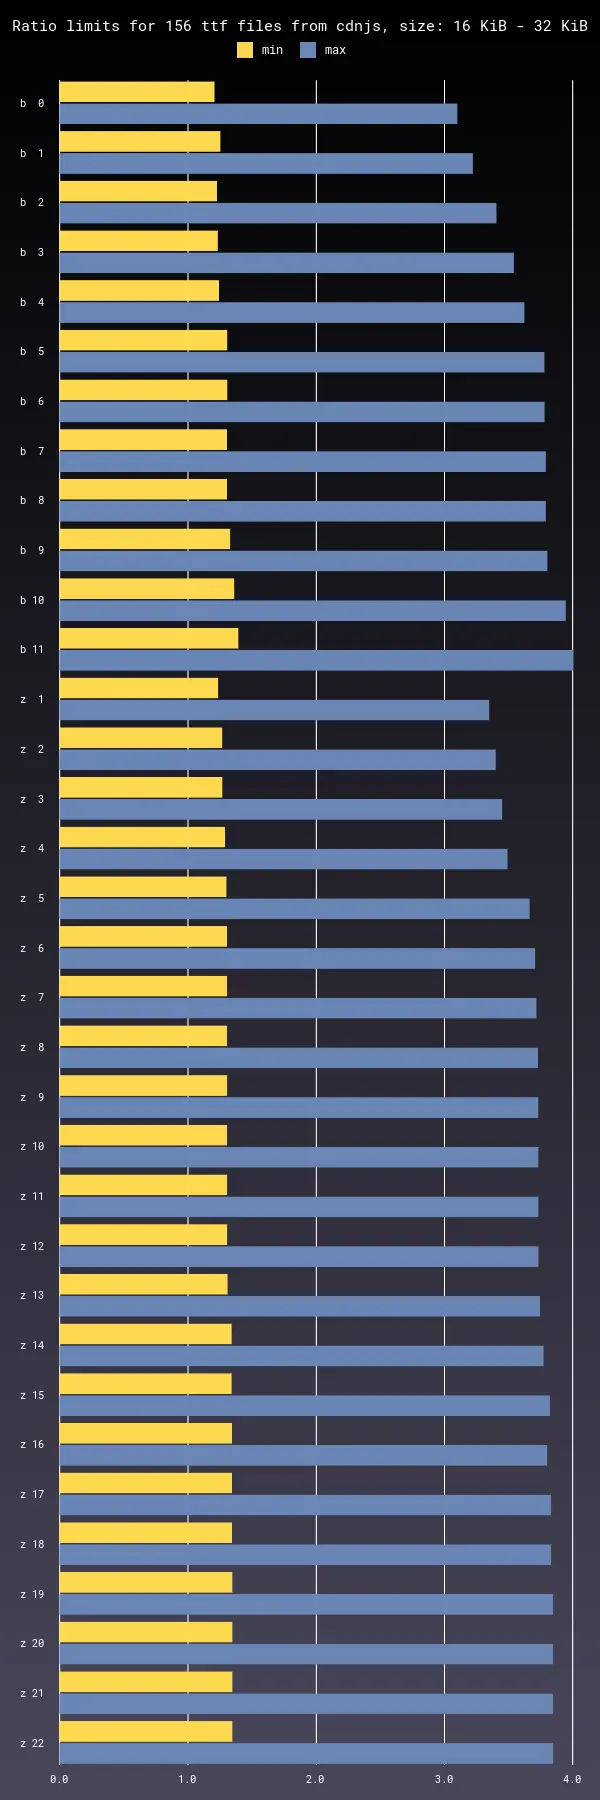 Ratio limits for 156 ttf files from cdnjs, size: 16 KiB - 32 KiB
min max
b 0
b 1
b 2
b 3
b 4
b 5
b 6
b 7
b 8
b 9
b 10
b 11
z 1
z 2
z 3
z 4
z 5
z 6
z 7
z 8
z 9
z 10
z 11
z 12
z 13
z 14
z 15
z 16
z 17
z 18
z 19
z 20
z 21
z 22
0.0 1.0 2.0 3.0 4.0